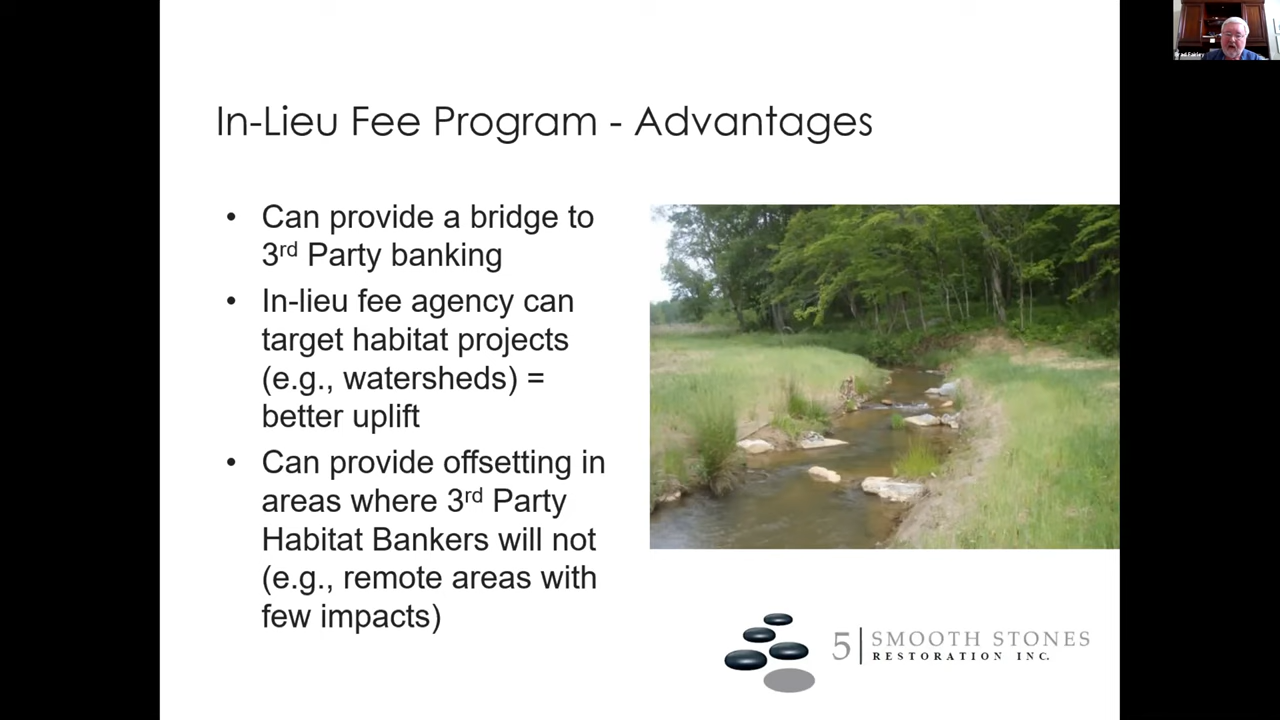 In-Lieu Fee Program - Advantages
• Can provide a bridge to
3rd Party banking
• In-lieu fee agency can
target habitat projects
(e.g., watersheds) =
better uplift
• Can provide offsetting in
areas where 3rd Party
Habitat Bankers will not
(e.g., remote areas with
few impacts)
5 SMOOTH STONES
RESTORATION INC.